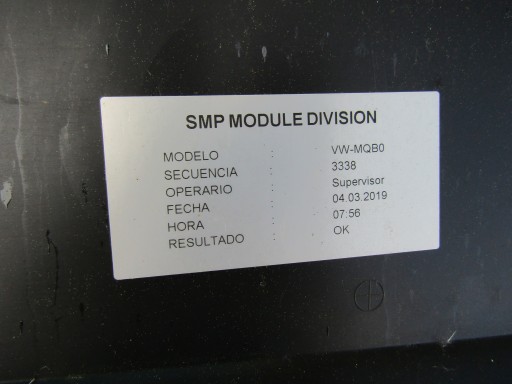 SMP MODULE DIVISION
MODELO : VW-MQB0
SECUENCIA : 3338
OPERARIO : Supervisor
FECHA : 04.03.2019
HORA : 07:56
RESULTADO : OK